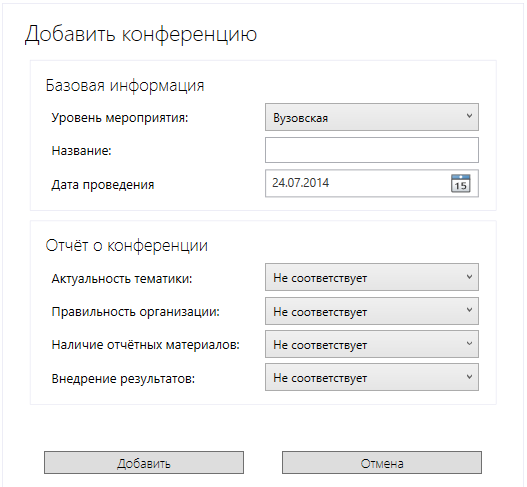 Добавить конференцию
Базовая информация
Уровень мероприятия: Вузовская
Название:
Дата проведения 24.07.2014 15
Отчёт о конференции
Актуальность тематики: Не соответствует
Правильность организации: Не соответствует
Наличие отчётных материалов: Не соответствует
Внедрение результатов: Не соответствует
Добавить Отмена